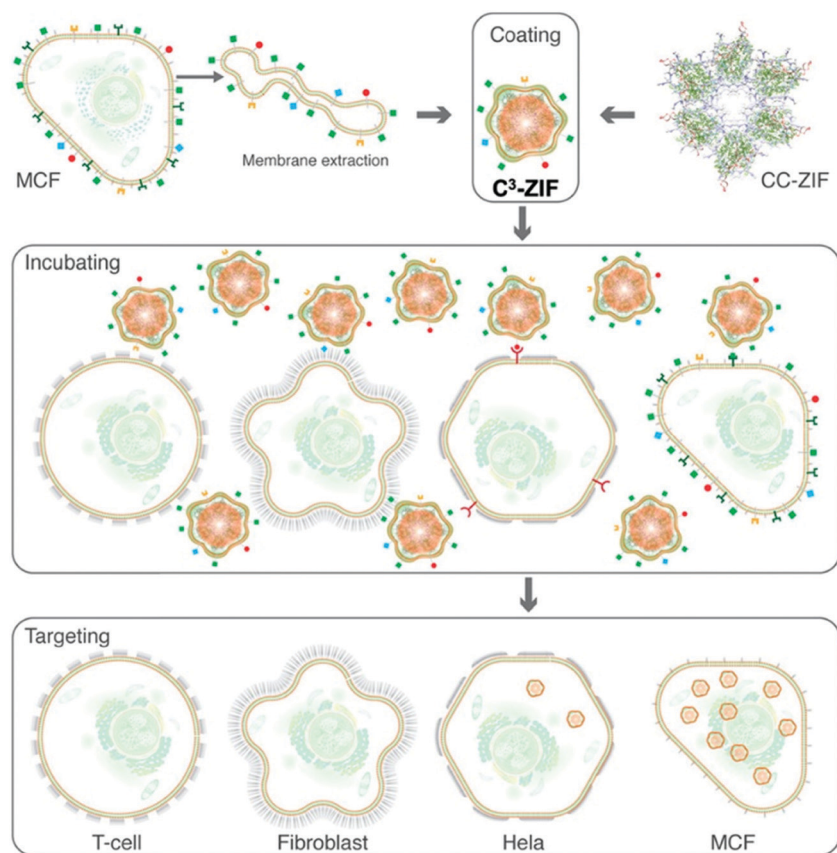 Coating
MCF
Membrane extraction
C³-ZIF
CC-ZIF
Incubating
Targeting
T-cell
Fibroblast
Hela
MCF